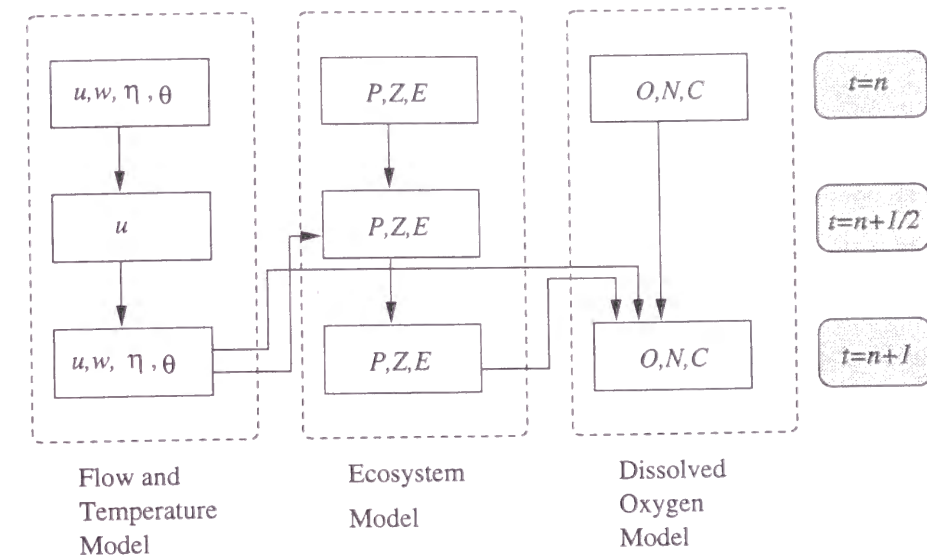 u,w, η , θ
P,Z,E
O,N,C
t=n
u
P,Z,E
t=n+1/2
u,w, η , θ
P,Z,E
O,N,C
t=n+1
Flow and
Temperature
Model
Ecosystem
Model
Dissolved
Oxygen
Model